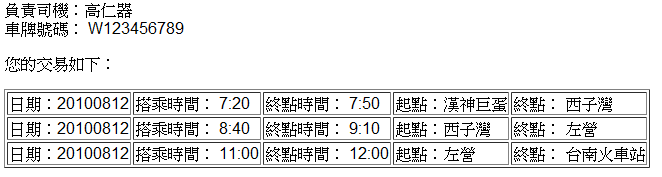 負責司機：高仁器
車牌號碼： W123456789
您的交易如下：
日期：20100812 搭乘時間： 7:20 終點時間： 7:50 起點：漢神巨蛋 終點： 西子灣
日期：20100812 搭乘時間： 8:40 終點時間： 9:10 起點：西子灣 終點： 左營
日期：20100812 搭乘時間： 11:00 終點時間： 12:00 起點：左營 終點： 台南火車站